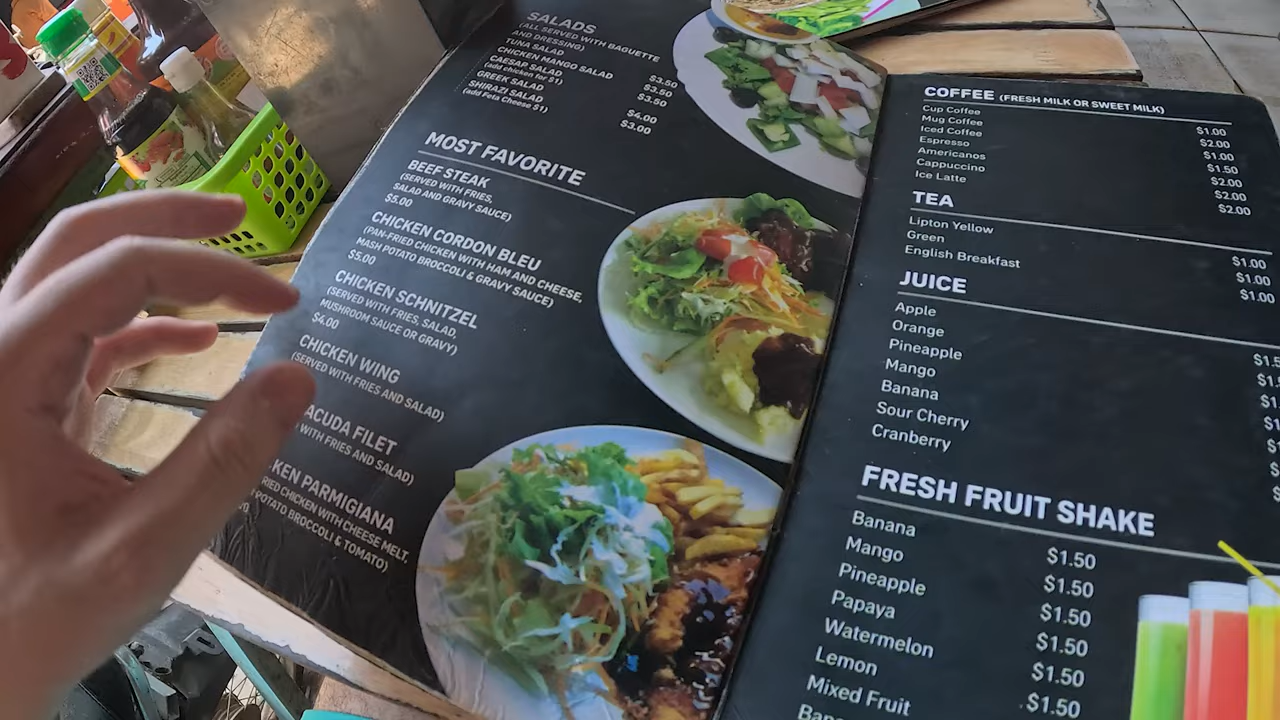 SALADS
(ALL SERVED WITH BAGUETTE
AND DRESSING)
TUNA SALAD $3.50
CHICKEN MANGO SALAD $3.50
CAESAR SALAD $3.50
(add chicken for $1)
GREEK SALAD $4.00
SHIRAZI SALAD $3.00
(add Feta Cheese $1)
MOST FAVORITE
BEEF STEAK
(SERVED WITH FRIES,
SALAD AND GRAVY SAUCE)
$5.00
CHICKEN CORDON BLEU
(PAN-FRIED CHICKEN WITH HAM AND CHEESE,
MASH POTATO BROCCOLI & GRAVY SAUCE)
$5.00
CHICKEN SCHNITZEL
(SERVED WITH FRIES, SALAD,
MUSHROOM SAUCE OR GRAVY)
$4.00
CHICKEN WING
(SERVED WITH FRIES AND SALAD)
ACUDA FILET
WITH FRIES AND SALAD)
KEN PARMIGIANA
RIED CHICKEN WITH CHEESE MELT,
POTATO BROCCOLI & TOMATO)
COFFEE (FRESH MILK OR SWEET MILK)
Cup Coffee $1.00
Mug Coffee $2.00
Iced Coffee $1.00
Espresso $1.50
Americanos $2.00
Cappuccino $2.00
Ice Latte $2.00
TEA
Lipton Yellow $1.00
Green $1.00
English Breakfast $1.00
JUICE
Apple $1.5
Orange $1.
Pineapple $1
Mango $1
Banana $
Sour Cherry $
Cranberry $
FRESH FRUIT SHAKE
Banana $1.50
Mango $1.50
Pineapple $1.50
Papaya $1.50
Watermelon $1.50
Lemon $1.50
Mixed Fruit